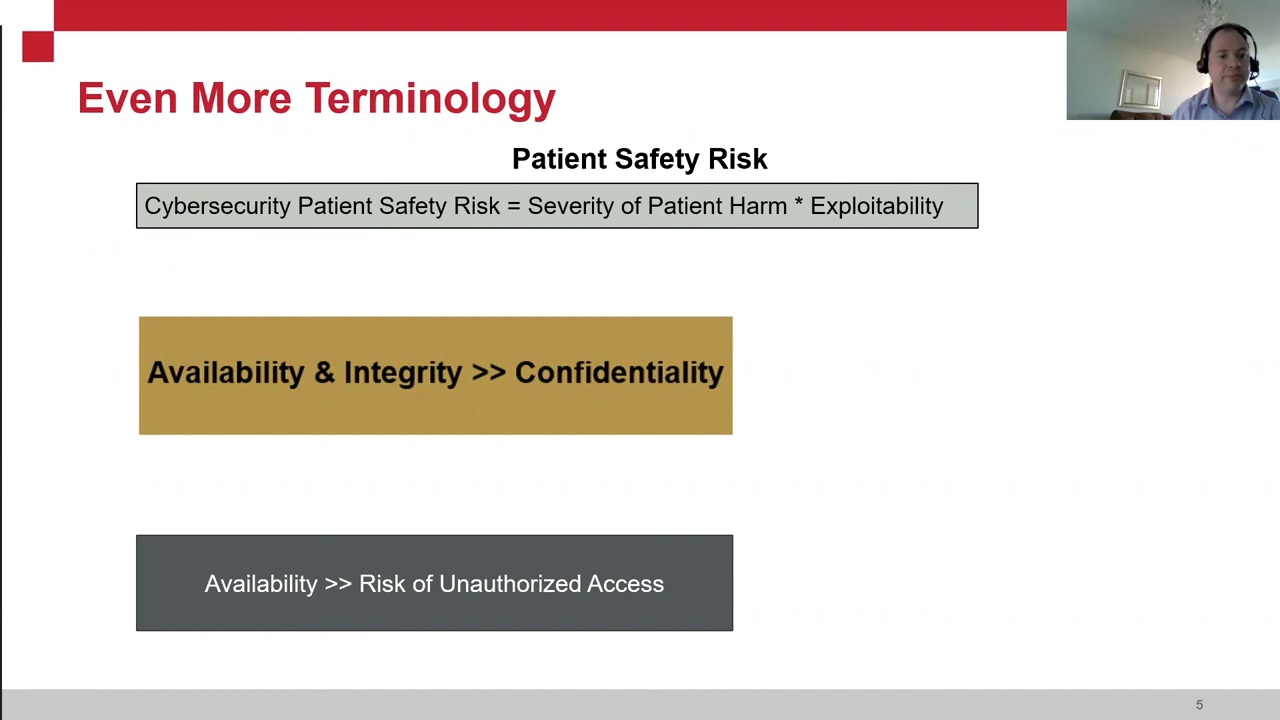 Even More Terminology
Patient Safety Risk
Cybersecurity Patient Safety Risk = Severity of Patient Harm * Exploitability
Availability & Integrity >> Confidentiality
Availability >> Risk of Unauthorized Access
5